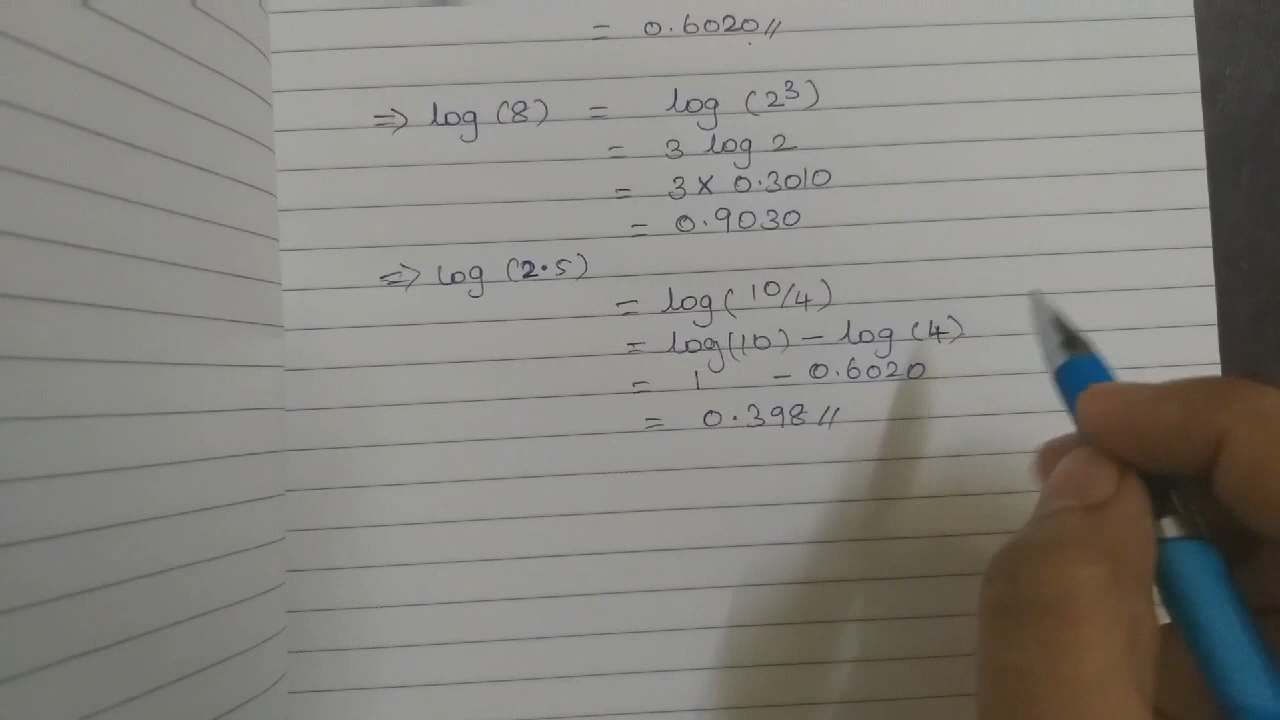 = 0.6020//
=> log (8) = log (2³)
= 3 log 2
= 3 × 0.3010
= 0.9030
=> log (2.5)
= log( 10/4)
= log(10) - log (4)
= 1 - 0.6020
= 0.398//